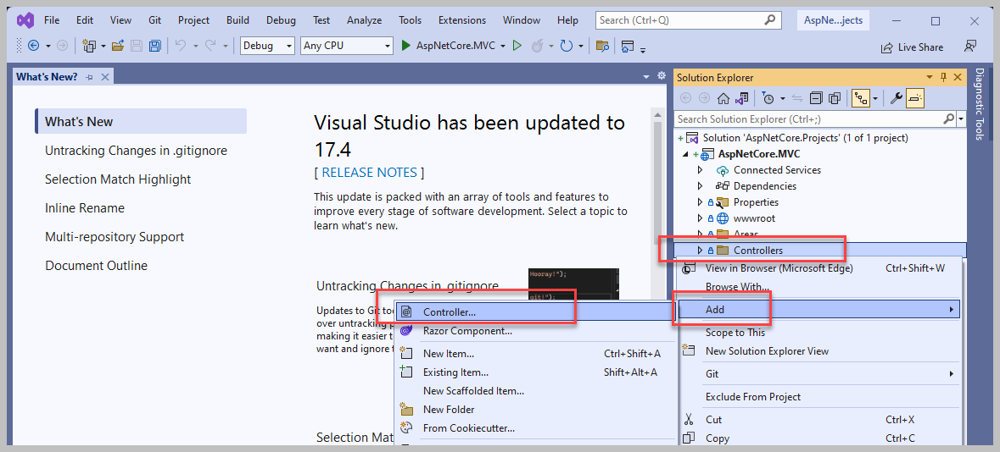 File Edit View Git Project Build Debug Test Analyze Tools Extensions Window Help Search (Ctrl+Q) AspNe...jects
Debug Any CPU AspNetCore.MVC Live Share
What's New?
What's New
Untracking Changes in .gitignore
Selection Match Highlight
Inline Rename
Multi-repository Support
Document Outline
Visual Studio has been updated to
17.4
[ RELEASE NOTES ]
This update is packed with an array of tools and features to
improve every stage of software development. Select a topic to
learn what's new.
Untracking Changes in .gitignore
Hooray!");
git!");
Updates to Git too
over untracking
making it easier t
want and ignore
Selection Mat
Solution Explorer
Search Solution Explorer (Ctrl+;)
Solution 'AspNetCore.Projects' (1 of 1 project)
AspNetCore.MVC
Connected Services
Dependencies
Properties
wwwroot
Areas
Controllers
View in Browser (Microsoft Edge) Ctrl+Shift+W
Browse With...
Add
Scope to This
New Solution Explorer View
Git
Exclude From Project
Cut Ctrl+X
Copy Ctrl+C
Controller...
Razor Component...
New Item... Ctrl+Shift+A
Existing Item... Shift+Alt+A
New Scaffolded Item...
New Folder
From Cookiecutter...
Diagnostic Tools